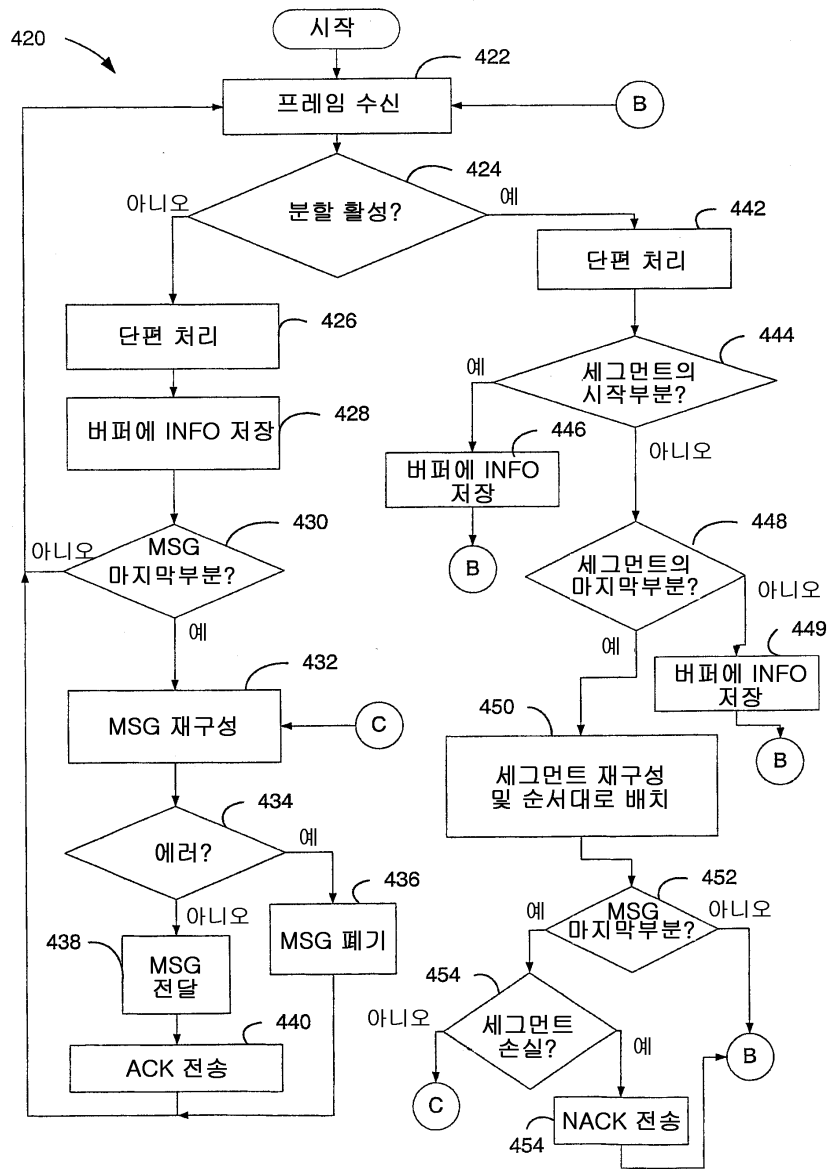 420
시작
422
프레임 수신
B
424
분할 활성?
아니오
예
442
단편 처리
426
단편 처리
444
세그먼트의
시작부분?
예
아니오
428
버퍼에 INFO 저장
446
버퍼에 INFO
저장
B
430
MSG
마지막부분?
아니오
예
448
세그먼트의
마지막부분?
아니오
예
449
버퍼에 INFO
저장
B
432
MSG 재구성
C
450
세그먼트 재구성
및 순서대로 배치
434
에러?
예
아니오
436
MSG 폐기
438
MSG
전달
440
ACK 전송
452
MSG
마지막부분?
예
아니오
454
세그먼트
손실?
아니오
예
B
C
NACK 전송
454